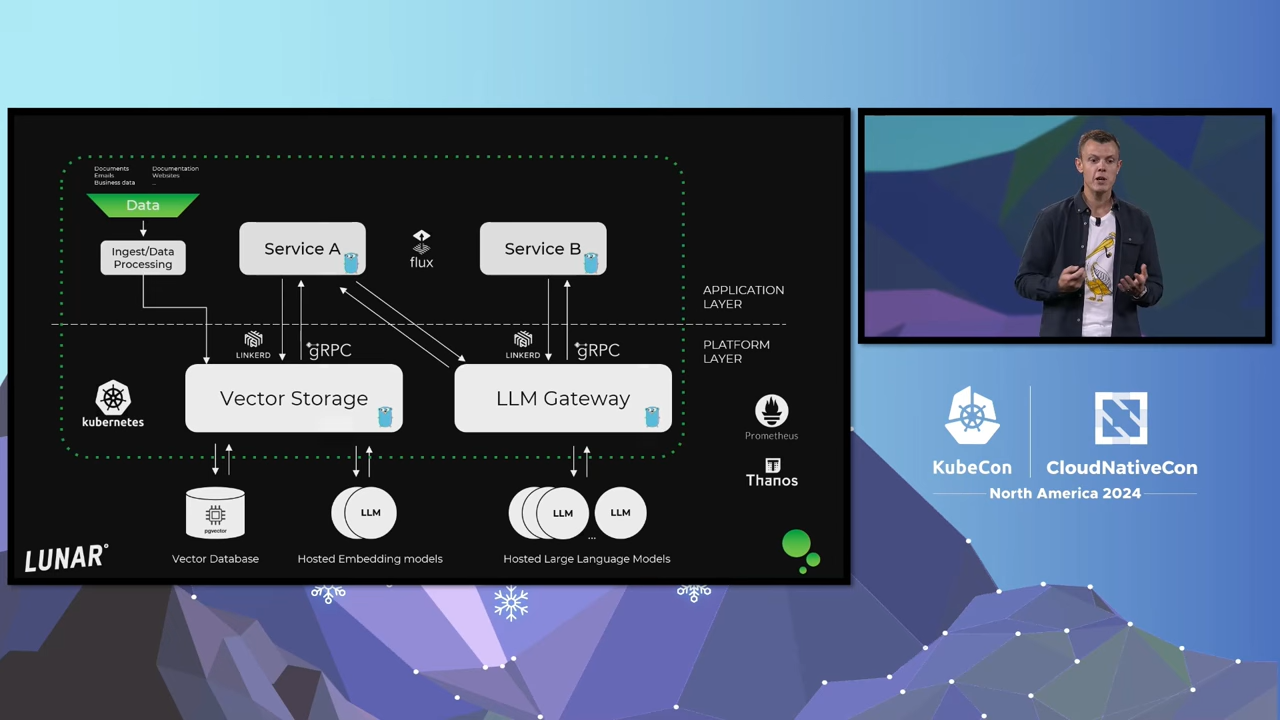 Documents
Emails
Business data
Documentation
Websites
...
Data
Ingest/Data
Processing
Service A
flux
Service B
APPLICATION
LAYER
PLATFORM
LAYER
LINKERD
gRPC
LINKERD
gRPC
kubernetes
Vector Storage
LLM Gateway
Prometheus
Thanos
pgvector
LLM
LLM
...
LLM
Vector Database
Hosted Embedding models
Hosted Large Language Models
LUNAR°
KubeCon
CloudNativeCon
North America 2024